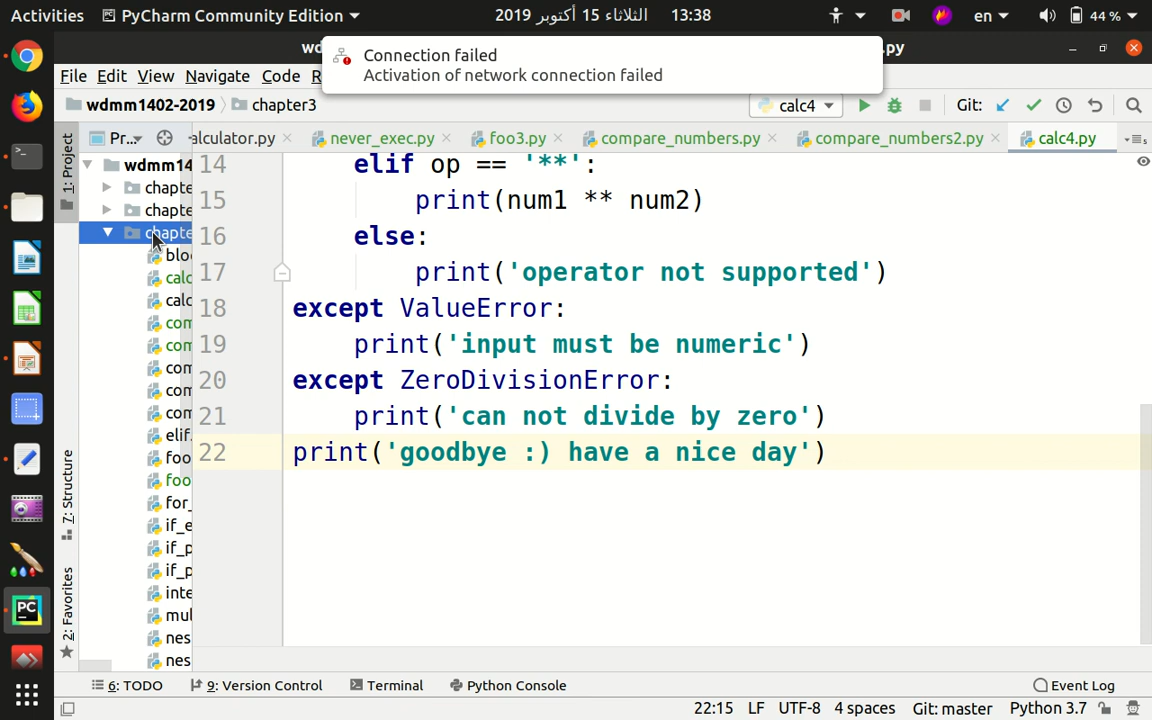 Activities PyCharm Community Edition 2019 الثلاثاء 15 أكتوبر 13:38 en 44 %
Connection failed
Activation of network connection failed
File Edit View Navigate Code
wdmm1402-2019 chapter3 calc4 Git:
1: Project Pr... alculator.py never_exec.py foo3.py compare_numbers.py compare_numbers2.py calc4.py
14 elif op == '**':
15 print(num1 ** num2)
16 else:
17 print('operator not supported')
18 except ValueError:
19 print('input must be numeric')
20 except ZeroDivisionError:
21 print('can not divide by zero')
22 print('goodbye :) have a nice day')
7: Structure
2: Favorites
6: TODO 9: Version Control Terminal Python Console Event Log
22:15 LF UTF-8 4 spaces Git: master Python 3.7